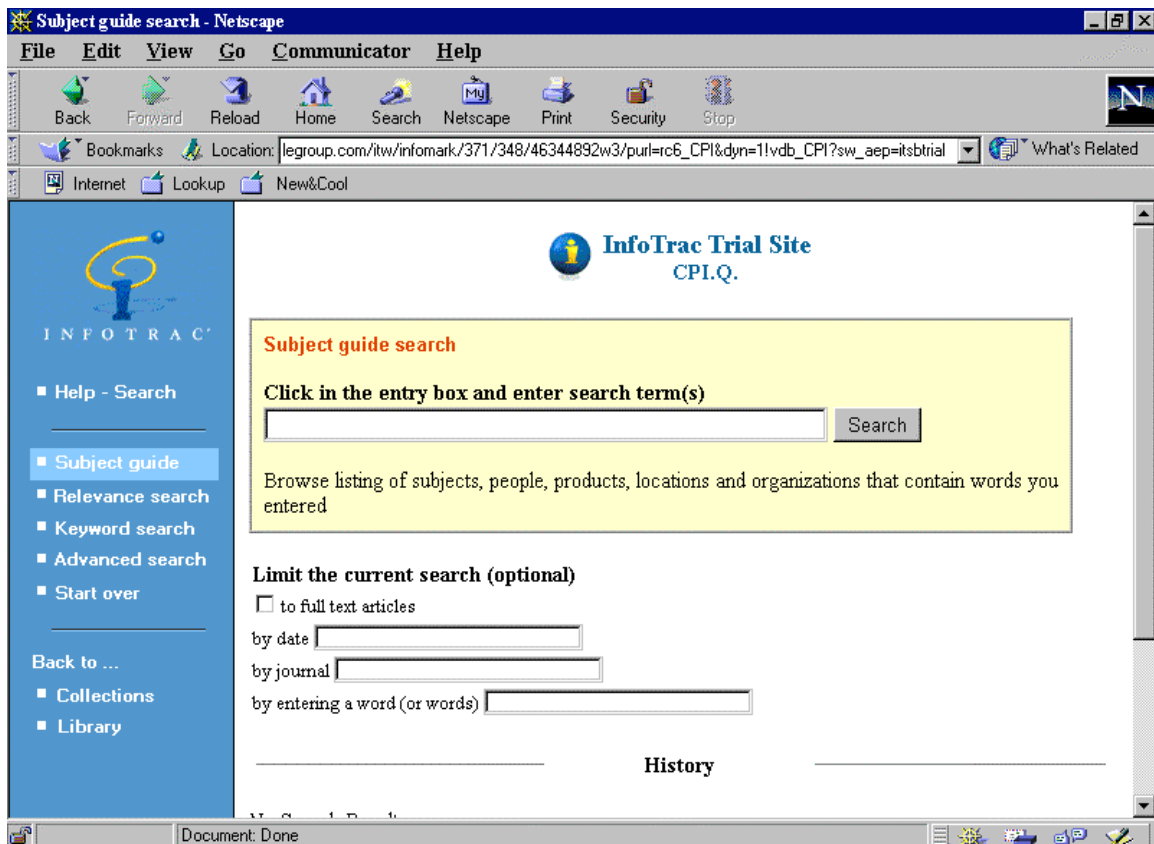 Subject guide search - Netscape
File Edit View Go Communicator Help
Back Forward Reload Home Search Netscape Print Security Stop
My
N
Bookmarks Location: legroup.com/itw/infomark/371/348/46344892w3/purl=rc6_CPI&dyn=1!vdb_CPI?sw_aep=itsbtrial What's Related
Internet Lookup New&Cool
INFOTRAC
Help - Search
Subject guide
Relevance search
Keyword search
Advanced search
Start over
Back to ...
Collections
Library
InfoTrac Trial Site
CPI.Q.
Subject guide search
Click in the entry box and enter search term(s)
Search
Browse listing of subjects, people, products, locations and organizations that contain words you
entered
Limit the current search (optional)
to full text articles
by date
by journal
by entering a word (or words)
History
Document: Done